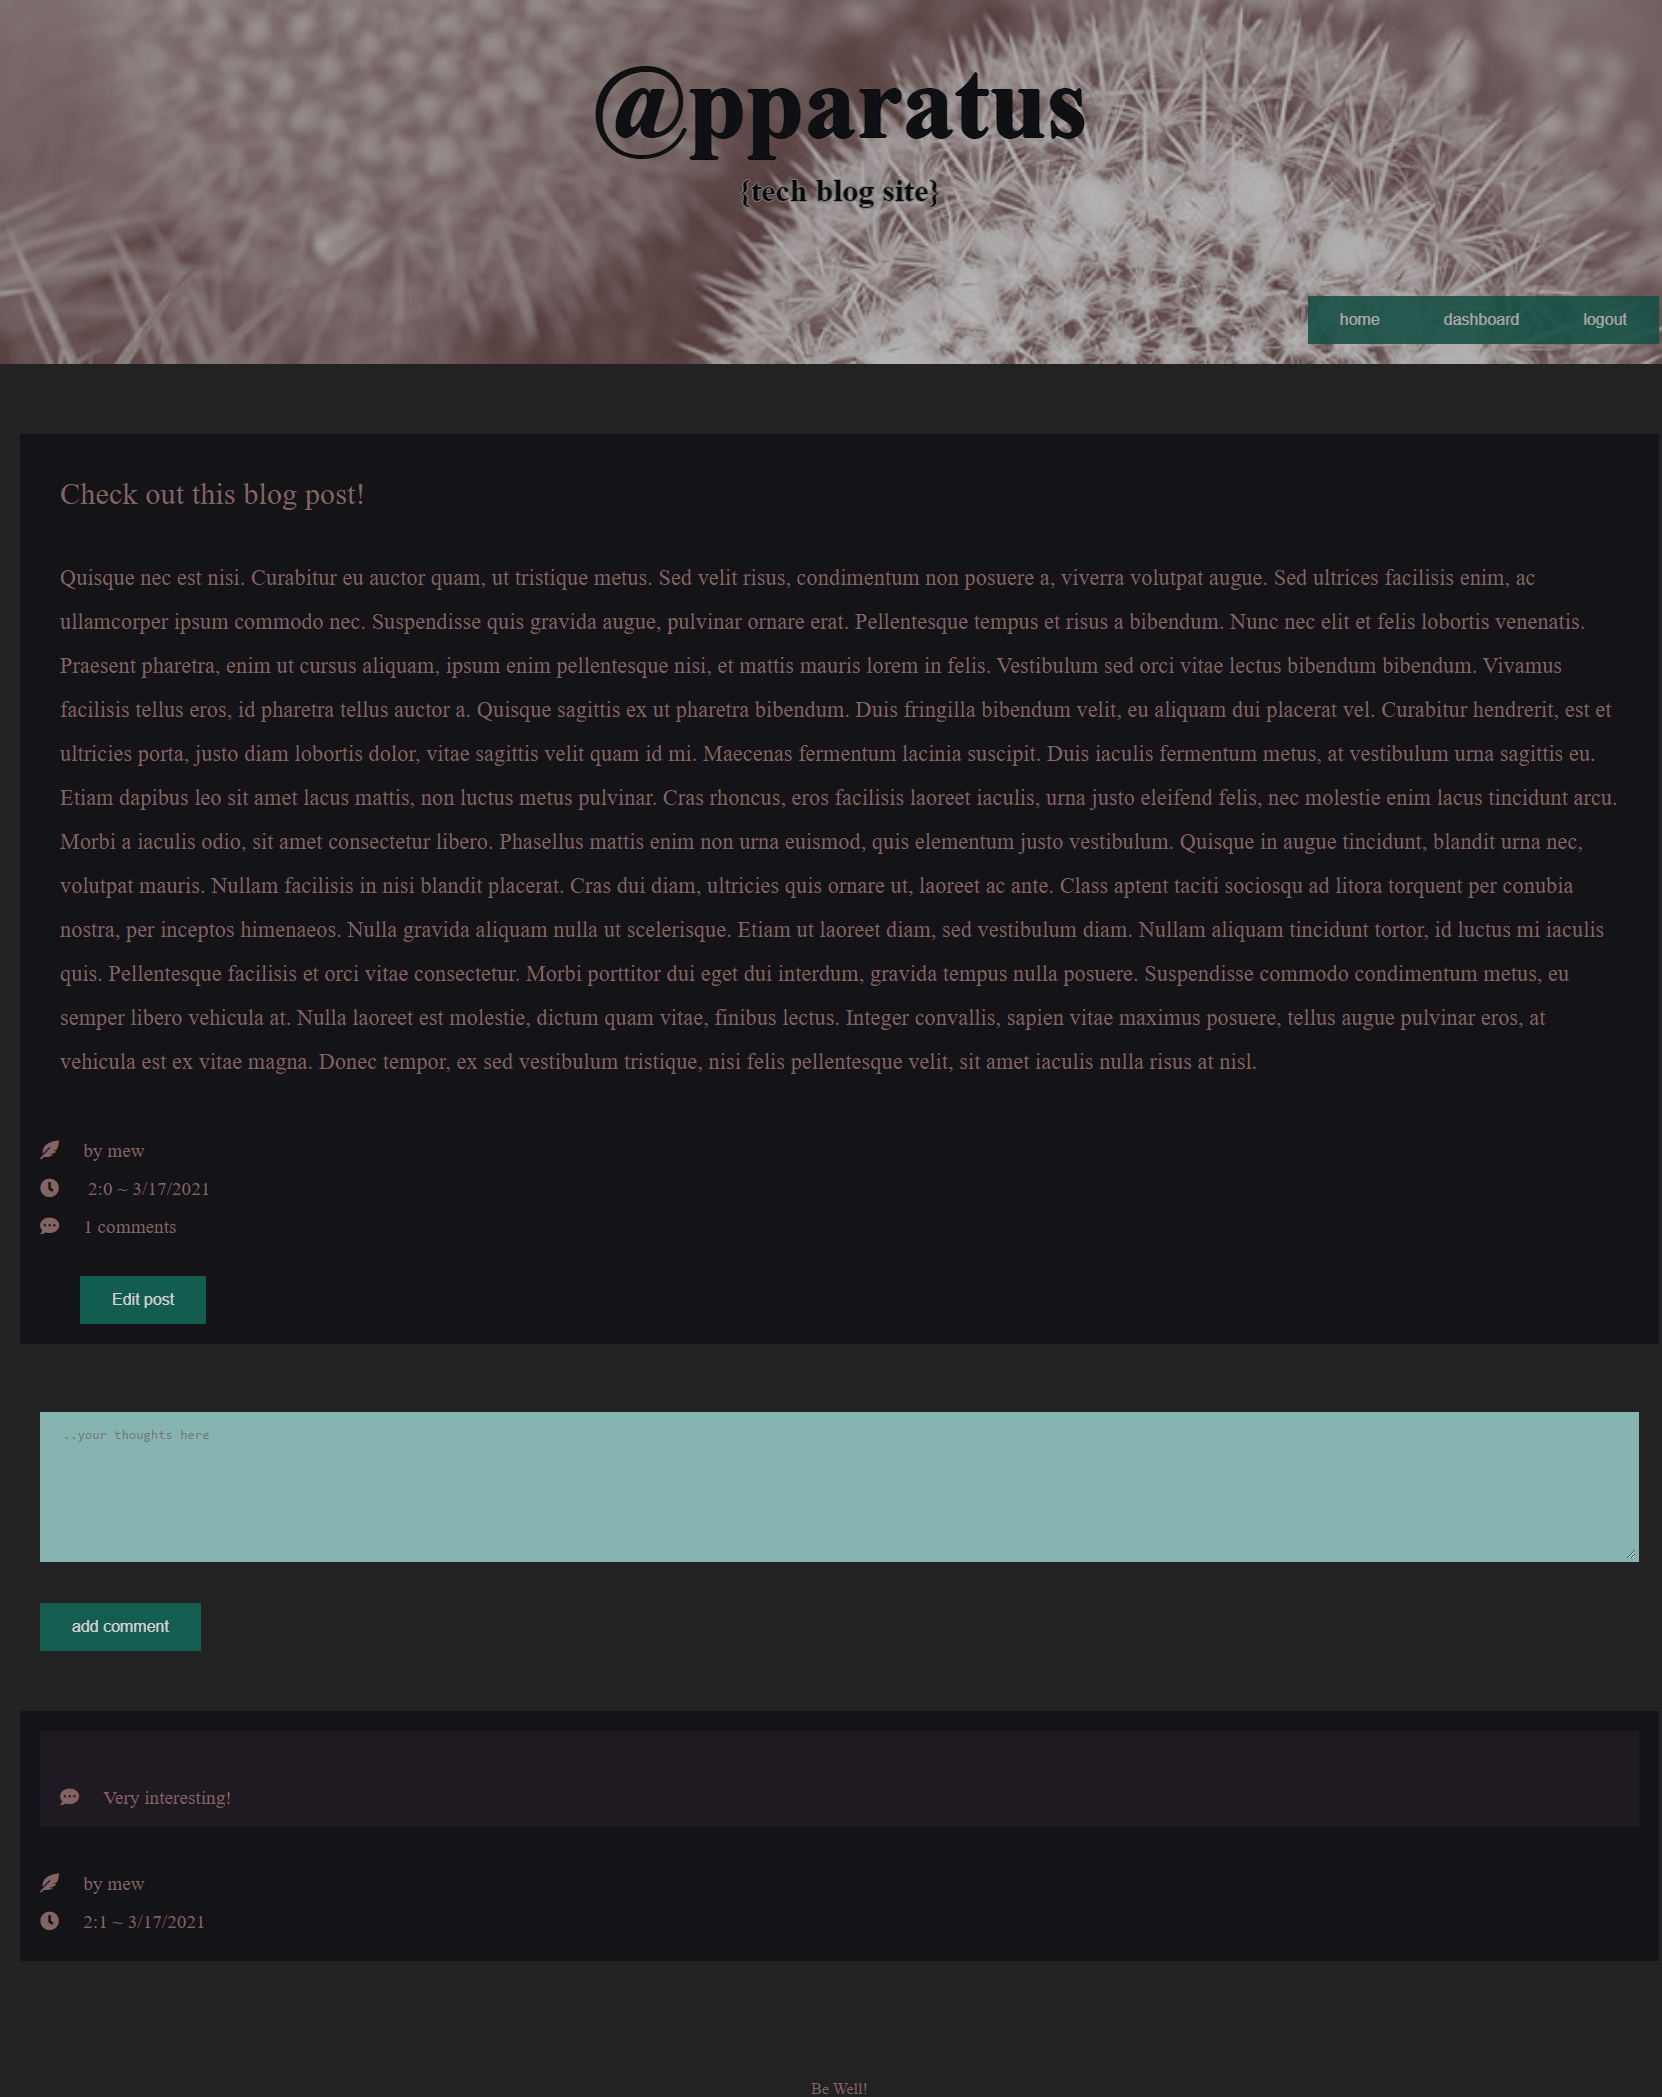 @pparatus
{tech blog site}
home dashboard logout
Check out this blog post!
Quisque nec est nisi. Curabitur eu auctor quam, ut tristique metus. Sed velit risus, condimentum non posuere a, viverra volutpat augue. Sed ultrices facilisis enim, ac
ullamcorper ipsum commodo nec. Suspendisse quis gravida augue, pulvinar ornare erat. Pellentesque tempus et risus a bibendum. Nunc nec elit et felis lobortis venenatis.
Praesent pharetra, enim ut cursus aliquam, ipsum enim pellentesque nisi, et mattis mauris lorem in felis. Vestibulum sed orci vitae lectus bibendum bibendum. Vivamus
facilisis tellus eros, id pharetra tellus auctor a. Quisque sagittis ex ut pharetra bibendum. Duis fringilla bibendum velit, eu aliquam dui placerat vel. Curabitur hendrerit, est et
ultricies porta, justo diam lobortis dolor, vitae sagittis velit quam id mi. Maecenas fermentum lacinia suscipit. Duis iaculis fermentum metus, at vestibulum urna sagittis eu.
Etiam dapibus leo sit amet lacus mattis, non luctus metus pulvinar. Cras rhoncus, eros facilisis laoreet iaculis, urna justo eleifend felis, nec molestie enim lacus tincidunt arcu.
Morbi a iaculis odio, sit amet consectetur libero. Phasellus mattis enim non urna euismod, quis elementum justo vestibulum. Quisque in augue tincidunt, blandit urna nec,
volutpat mauris. Nullam facilisis in nisi blandit placerat. Cras dui diam, ultricies quis ornare ut, laoreet ac ante. Class aptent taciti sociosqu ad litora torquent per conubia
nostra, per inceptos himenaeos. Nulla gravida aliquam nulla ut scelerisque. Etiam ut laoreet diam, sed vestibulum diam. Nullam aliquam tincidunt tortor, id luctus mi iaculis
quis. Pellentesque facilisis et orci vitae consectetur. Morbi porttitor dui eget dui interdum, gravida tempus nulla posuere. Suspendisse commodo condimentum metus, eu
semper libero vehicula at. Nulla laoreet est molestie, dictum quam vitae, finibus lectus. Integer convallis, sapien vitae maximus posuere, tellus augue pulvinar eros, at
vehicula est ex vitae magna. Donec tempor, ex sed vestibulum tristique, nisi felis pellentesque velit, sit amet iaculis nulla risus at nisl.
by mew
2:0 ~ 3/17/2021
1 comments
Edit post
..your thoughts here
add comment
Very interesting!
by mew
2:1 ~ 3/17/2021
Be Well!